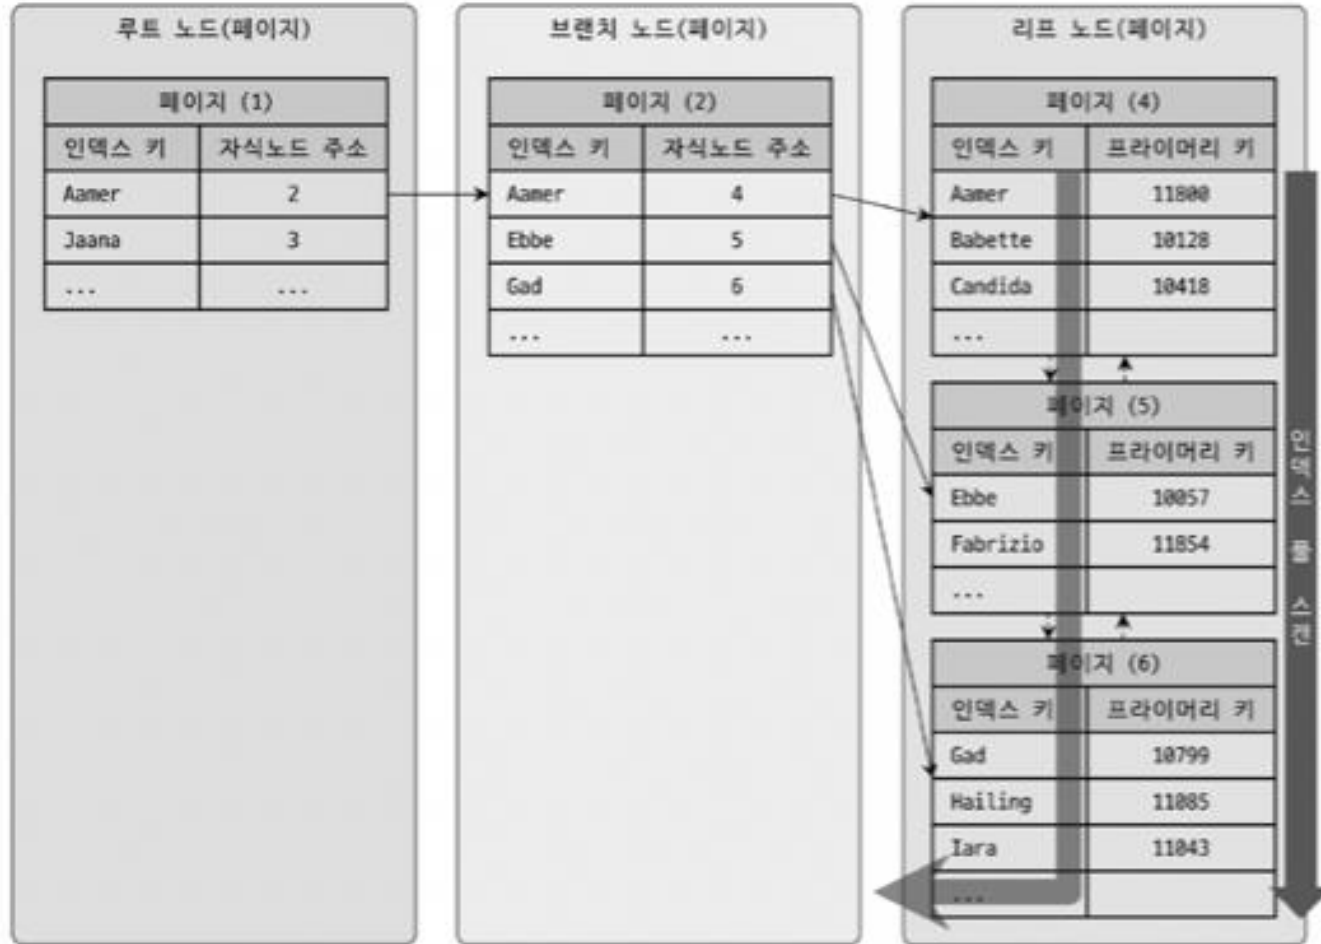 루트 노드(페이지)
페이지 (1)
인덱스 키 자식노드 주소
Aamer 2
Jaana 3
... ...
브랜치 노드(페이지)
페이지 (2)
인덱스 키 자식노드 주소
Aamer 4
Ebbe 5
Gad 6
... ...
리프 노드(페이지)
페이지 (4)
인덱스 키 프라이머리 키
Aamer 11800
Babette 10128
Candida 10418
...
페이지 (5)
인덱스 키 프라이머리 키
Ebbe 10057
Fabrizio 11854
...
페이지 (6)
인덱스 키 프라이머리 키
Gad 10799
Hailing 11085
Iara 11043
...
인덱스 풀 스캔